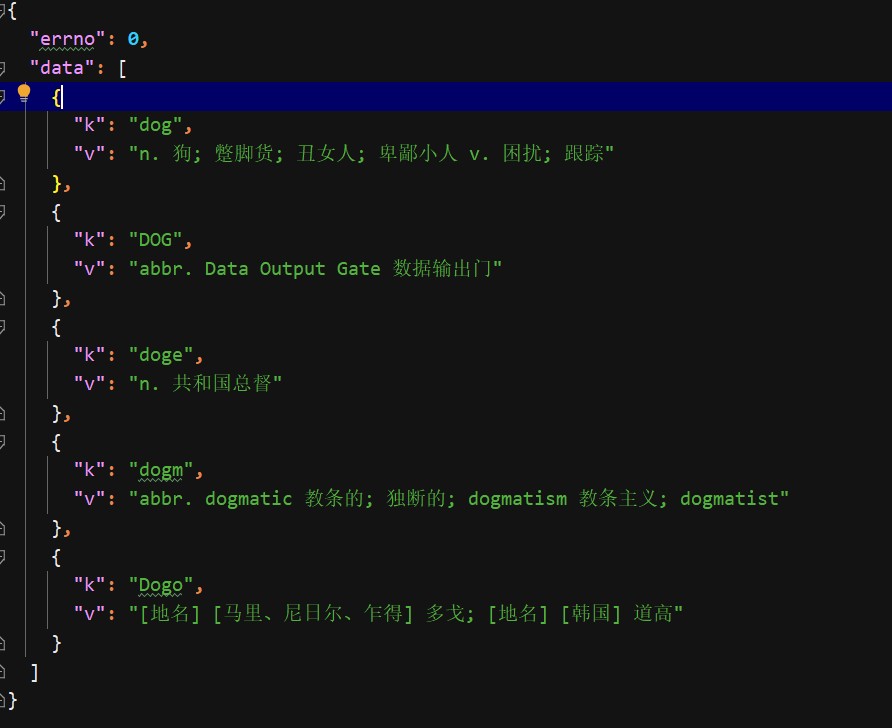 {
"errno": 0,
"data": [
{
"k": "dog",
"v": "n. 狗; 蹩脚货; 丑女人; 卑鄙小人 v. 困扰; 跟踪"
},
{
"k": "DOG",
"v": "abbr. Data Output Gate 数据输出门"
},
{
"k": "doge",
"v": "n. 共和国总督"
},
{
"k": "dogm",
"v": "abbr. dogmatic 教条的; 独断的; dogmatism 教条主义; dogmatist"
},
{
"k": "Dogo",
"v": "[地名] [马里、尼日尔、乍得] 多戈; [地名] [韩国] 道高"
}
]
}